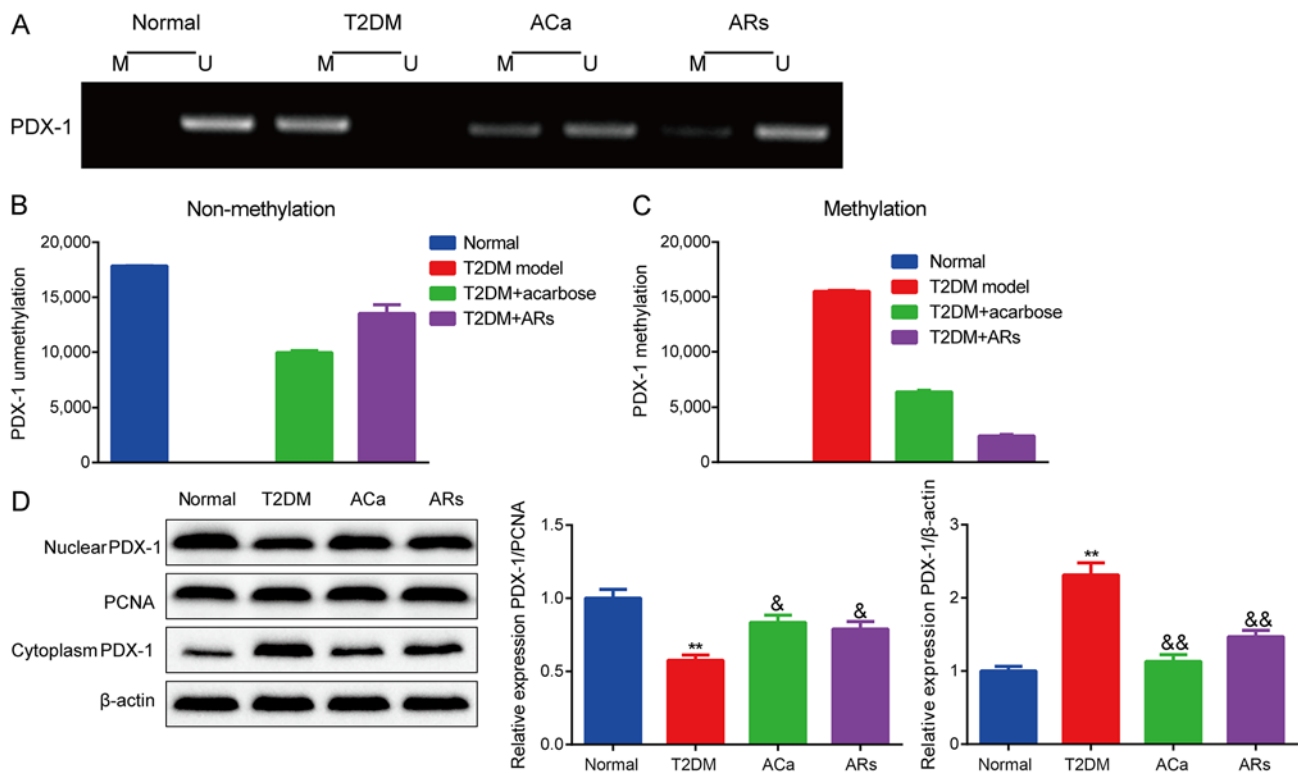 A
Normal T2DM ACa ARs
M U M U M U M U
PDX-1
B
Non-methylation
PDX-1 unmethylation
20,000
15,000
10,000
5,000
0
Normal
T2DM model
T2DM+acarbose
T2DM+ARs
C
Methylation
PDX-1 methylation
20,000
15,000
10,000
5,000
0
Normal
T2DM model
T2DM+acarbose
T2DM+ARs
D
Normal T2DM ACa ARs
Nuclear PDX-1
PCNA
Cytoplasm PDX-1
β-actin
Relative expression PDX-1/PCNA
1.5
1.0
0.5
0.0
**
&
&
Normal T2DM ACa ARs
Relative expression PDX-1/β-actin
3
2
1
0
**
&&
&&
Normal T2DM ACa ARs